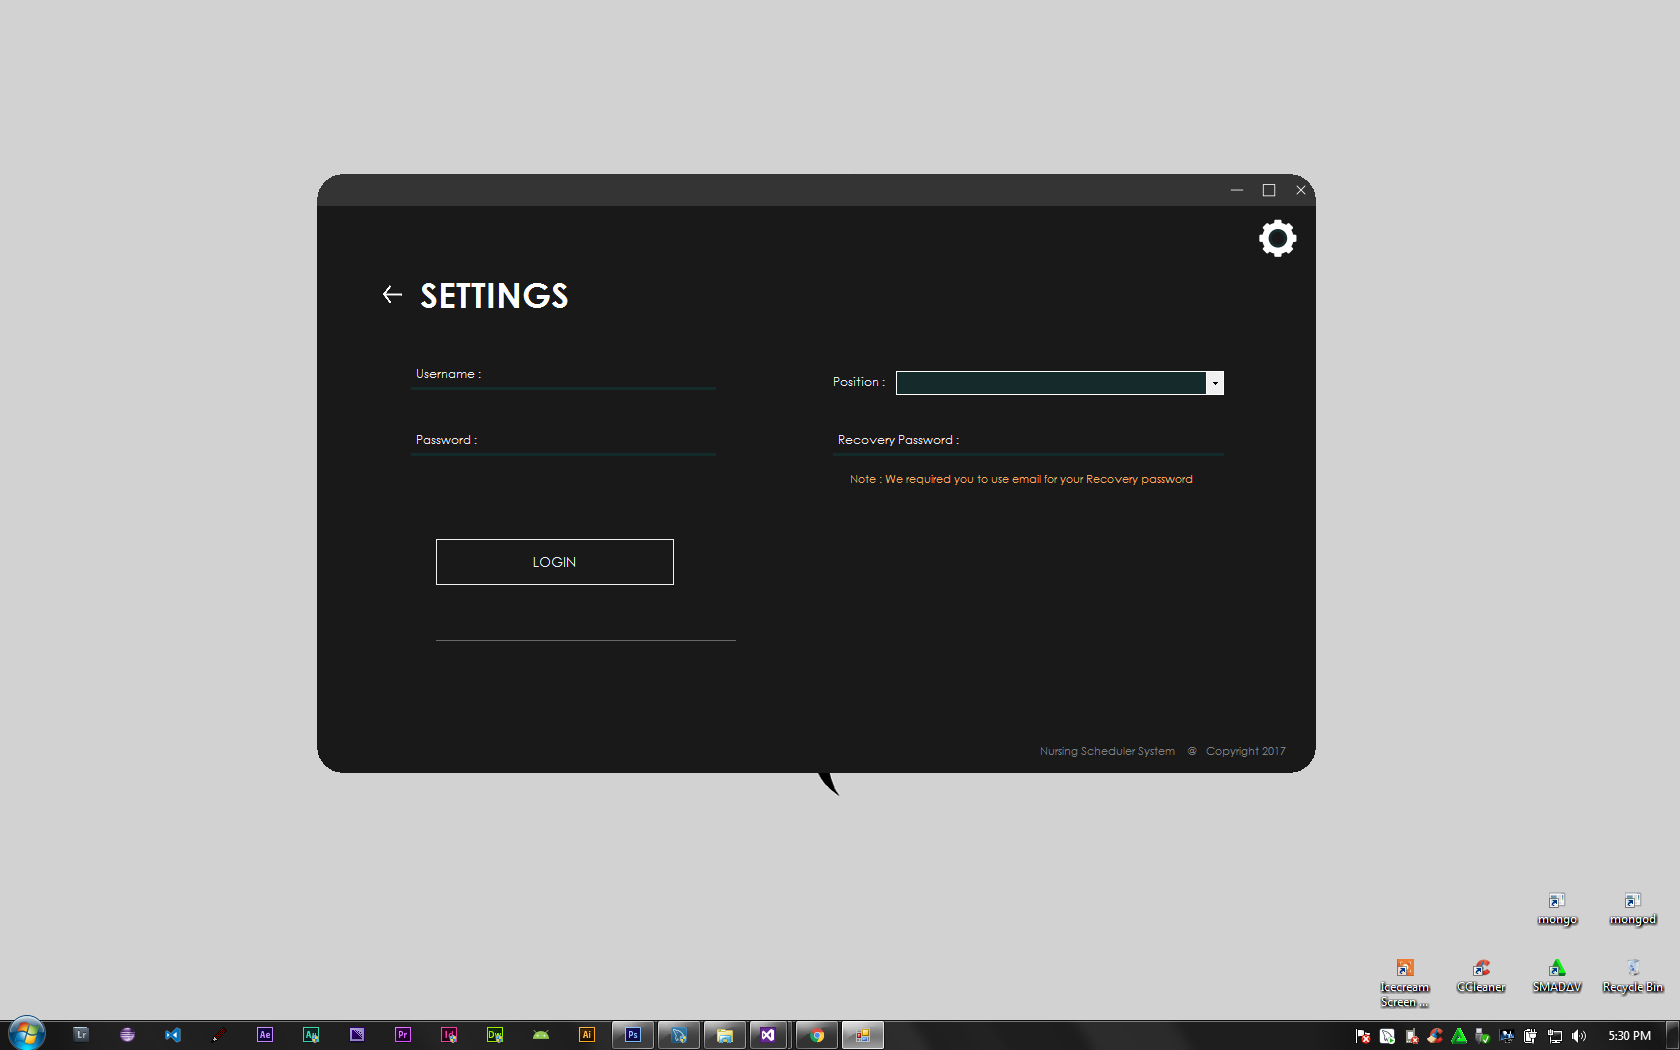 SETTINGS
Username :
Position :
Password :
Recovery Password :
Note : We required you to use email for your Recovery password
LOGIN
Nursing Scheduler System @ Copyright 2017
mongo
mongod
Icecream
Screen ...
CCleaner
SMADΔV
Recycle Bin
Lr
Ae
Au
Pr
Id
Dw
Ai
Ps
5:30 PM